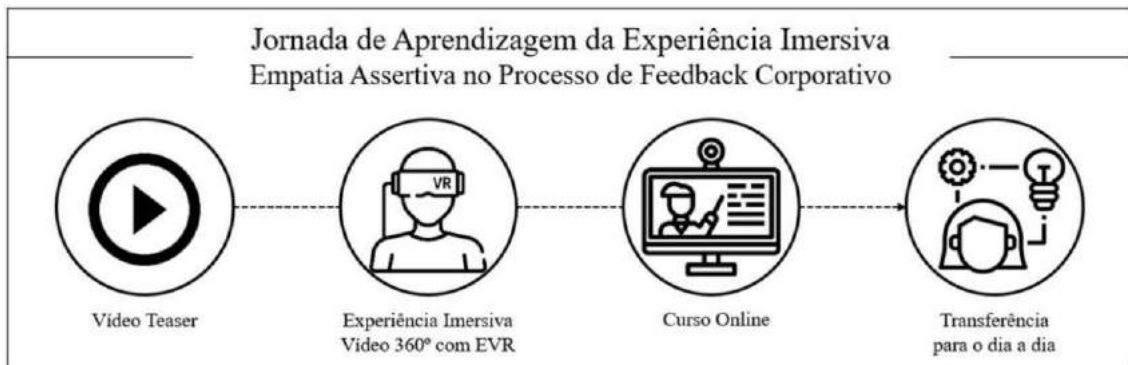 Jornada de Aprendizagem da Experiência Imersiva
Empatia Assertiva no Processo de Feedback Corporativo
VR
Vídeo Teaser
Experiência Imersiva
Vídeo 360º com EVR
Curso Online
Transferência
para o dia a dia